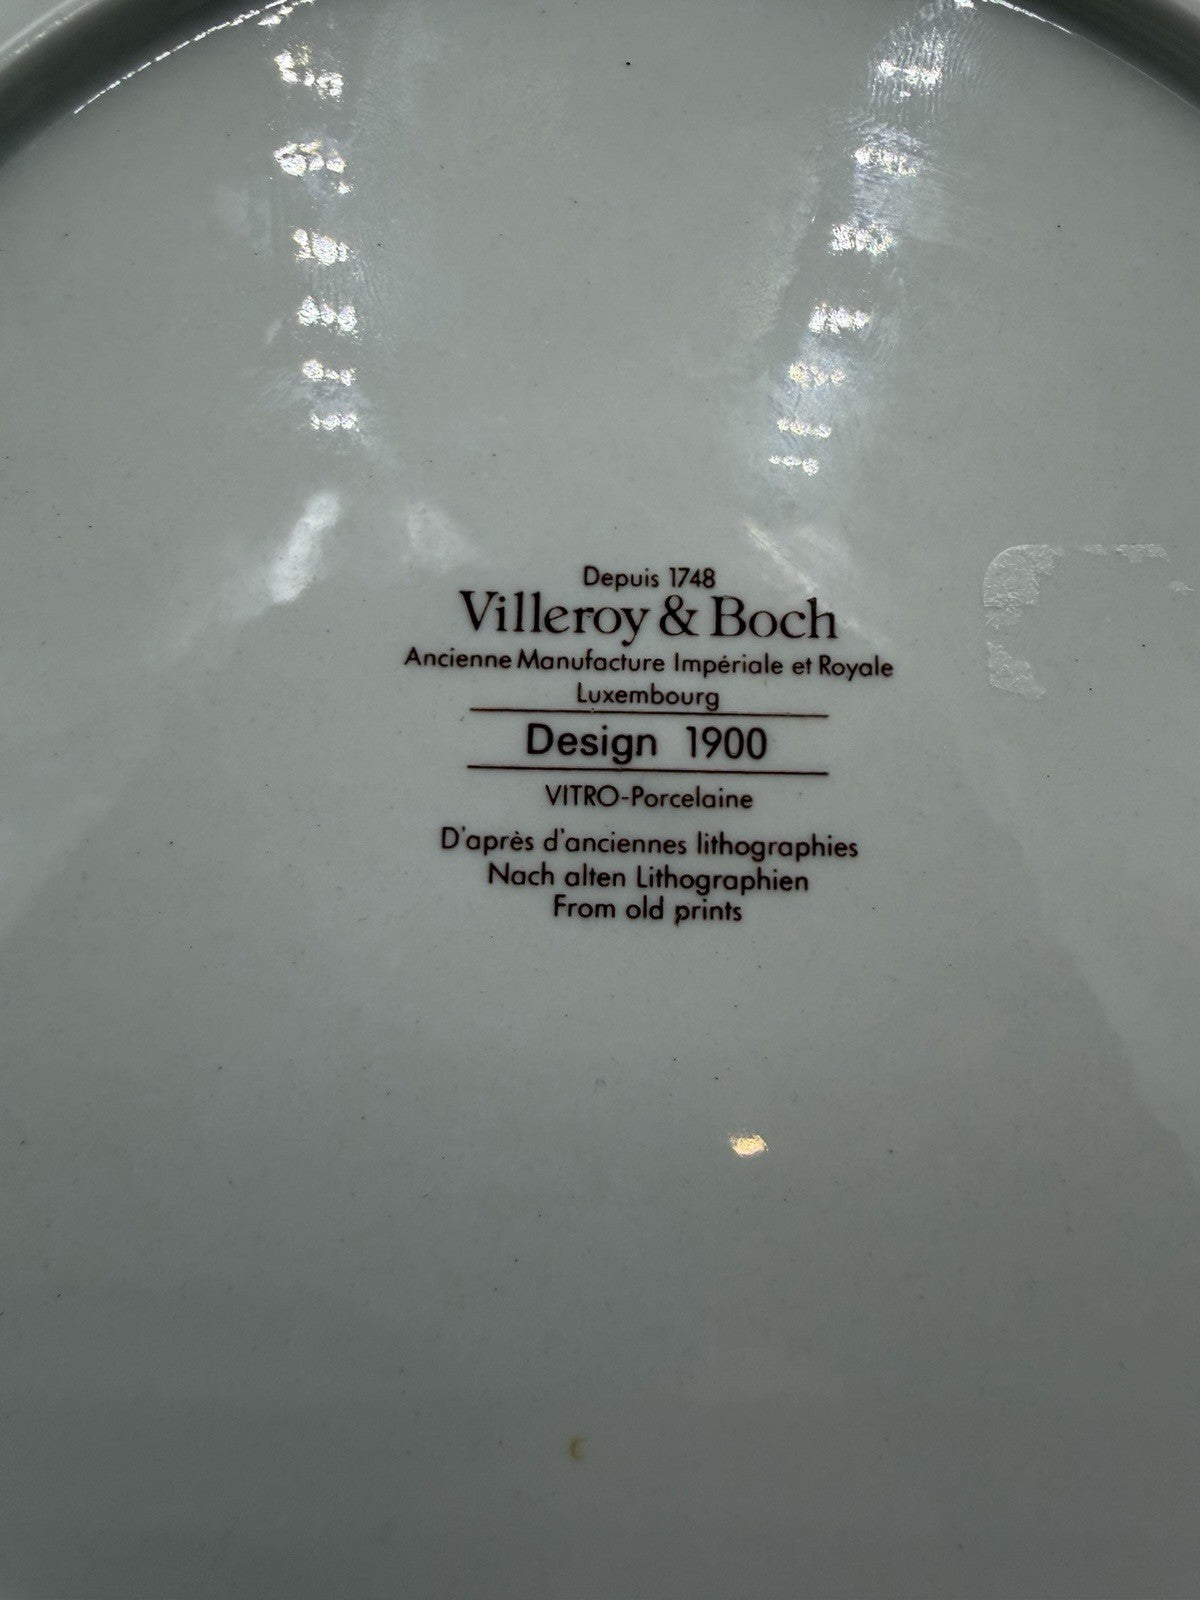 Depuis 1748
Villeroy & Boch
Ancienne Manufacture Impériale et Royale
Luxembourg
Design 1900
VITRO-Porcelaine
D'après d'anciennes lithographies
Nach alten Lithographien
From old prints